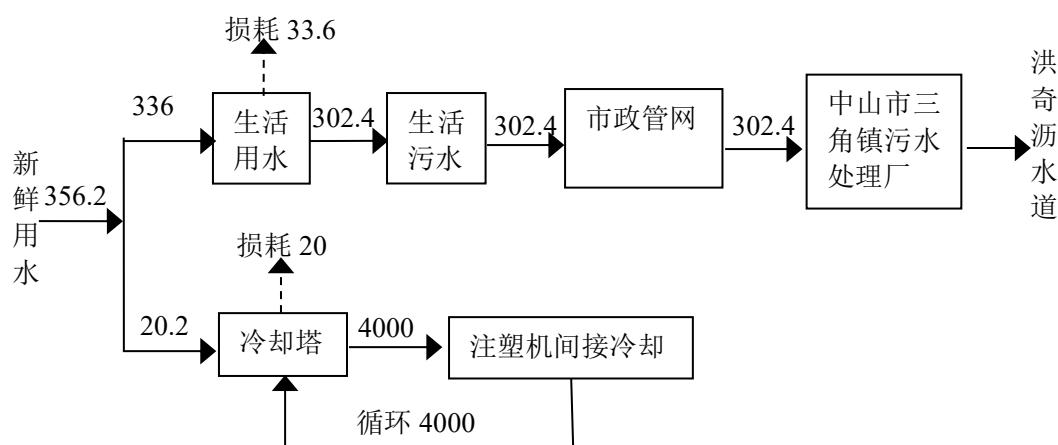 损耗 33.6
336
生活
用水
302.4
生活
污水
302.4
市政管网
302.4
中山市三
角镇污水
处理厂
洪奇沥水道
新鲜用水
356.2
损耗 20
20.2
冷却塔
4000
注塑机间接冷却
循环 4000